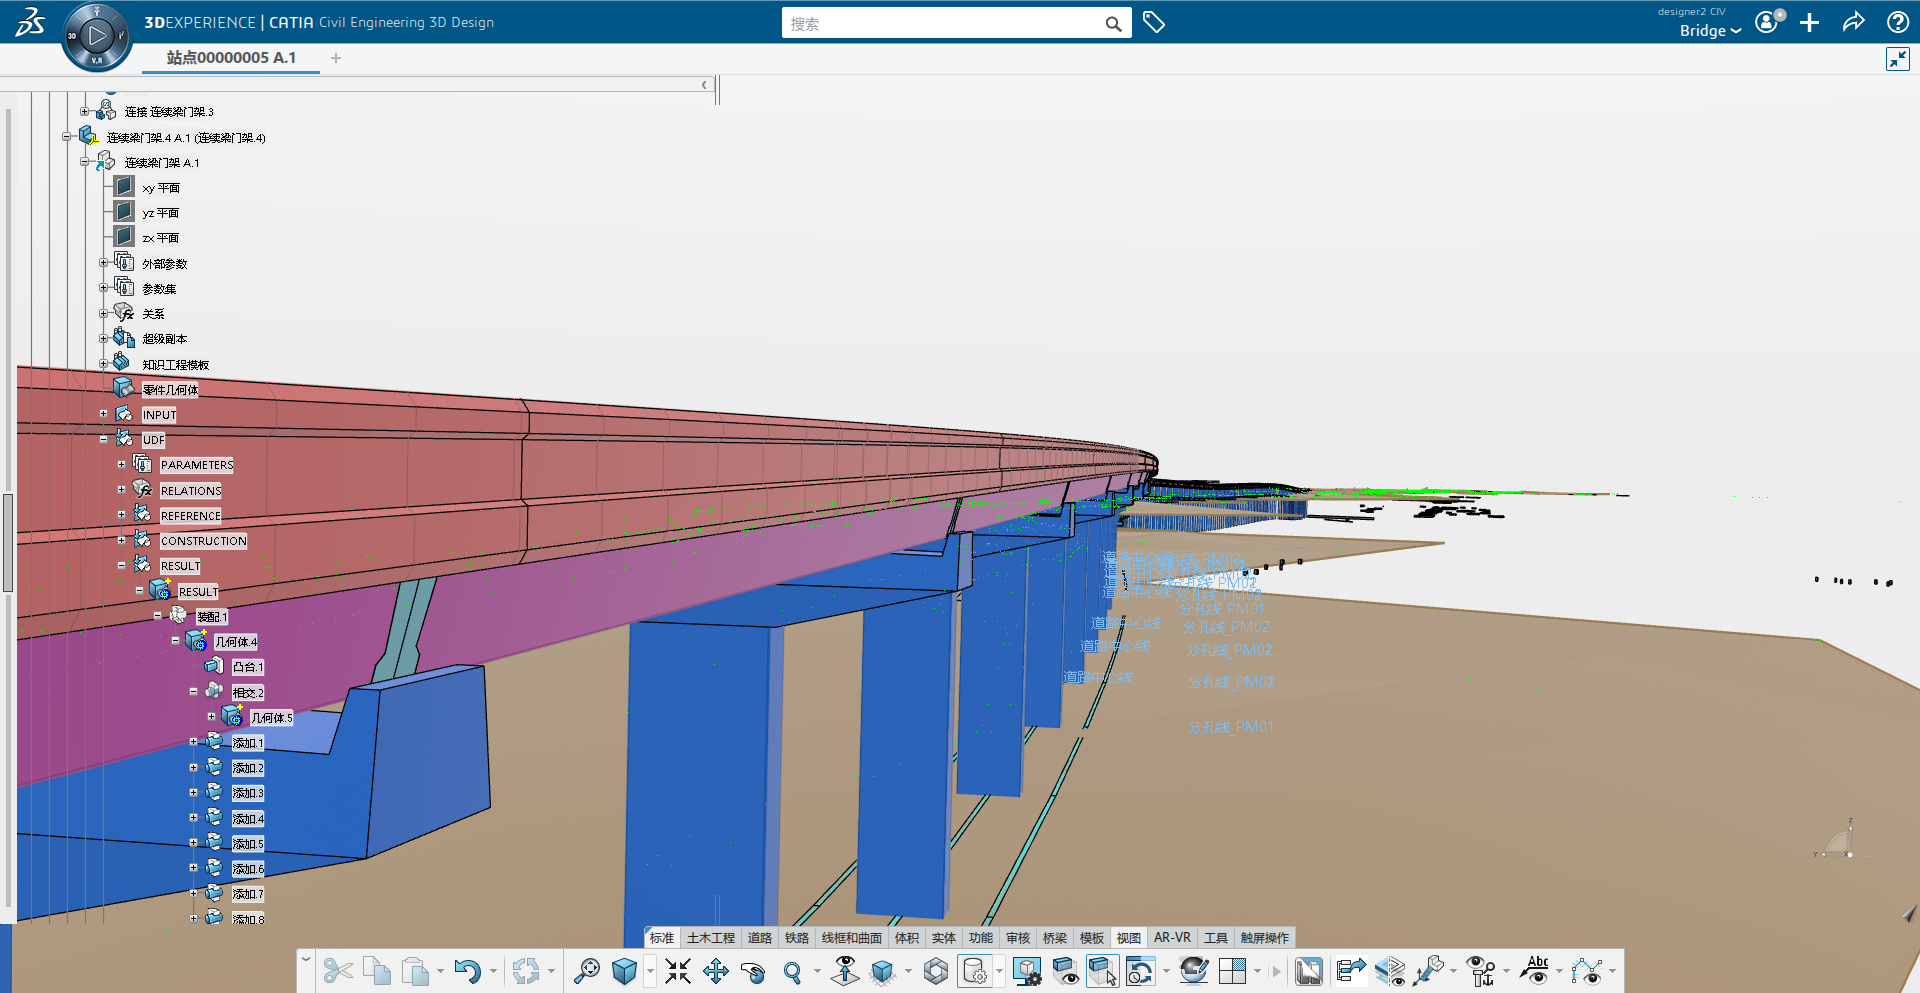 3DEXPERIENCE | CATIA Civil Engineering 3D Design
搜索
designer2 CIV
Bridge
3D
V.R
站点00000005 A.1
连接 连续梁门架.3
连续梁门架.4 A.1 (连续梁门架.4)
连续梁门架 A.1
xy 平面
yz 平面
zx 平面
外部参数
参数集
关系
超级副本
知识工程模板
零件几何体
INPUT
UDF
PARAMETERS
RELATIONS
REFERENCE
CONSTRUCTION
RESULT
RESULT
装配.1
几何体.4
凸台.1
相交.2
几何体.5
添加.1
添加.2
添加.3
添加.4
添加.5
添加.6
添加.7
添加.8
分孔线_PM01
道路中心线
分孔线_PM02
道路中心线
分孔线_PM02
道路中心线
分孔线_PM02
分孔线_PM01
z
Y
标准 土木工程 道路 铁路 线框和曲面 体积 实体 功能 审核 桥梁 模板 视图 AR-VR 工具 触屏操作
Abc